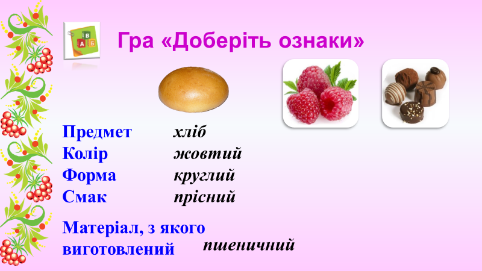 Гра «Доберіть ознаки»
Предмет хліб
Колір жовтий
Форма круглий
Смак прісний
Матеріал, з якого
виготовлений пшеничний